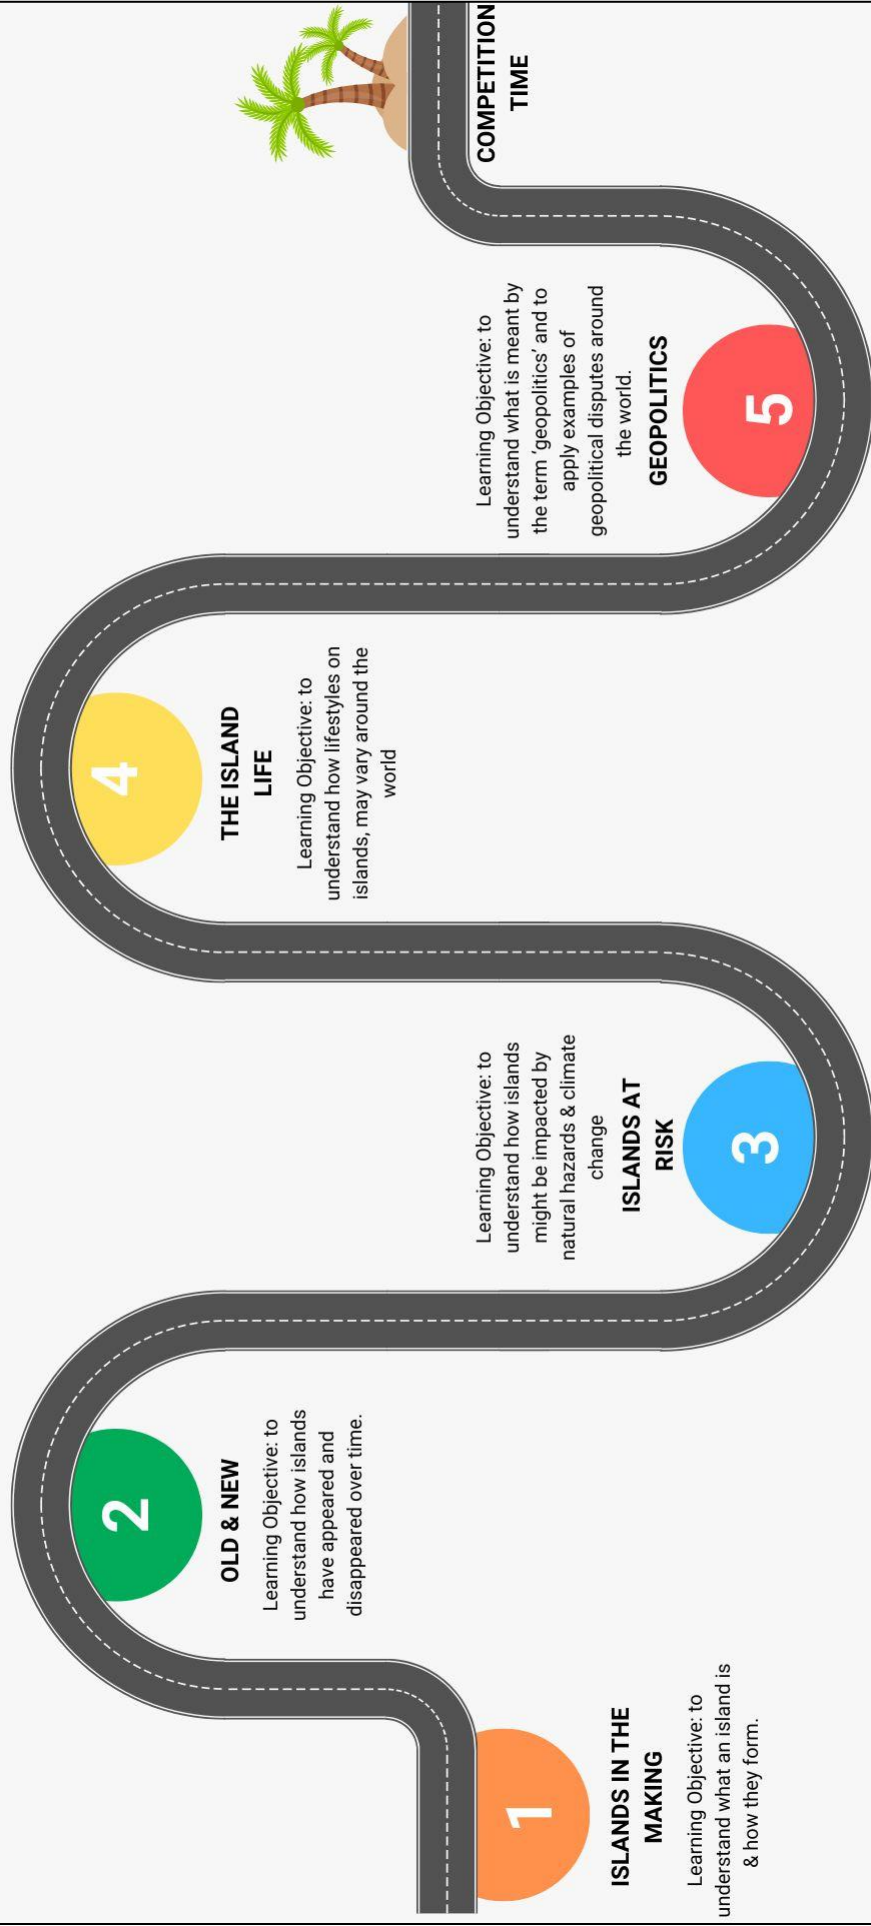 1
ISLANDS IN THE
MAKING
Learning Objective: to
understand what an island is
& how they form.
2
OLD & NEW
Learning Objective: to
understand how islands
have appeared and
disappeared over time.
Learning Objective: to
understand how islands
might be impacted by
natural hazards & climate
change
ISLANDS AT
RISK
3
4
THE ISLAND
LIFE
Learning Objective: to
understand how lifestyles on
islands, may vary around the
world
Learning Objective: to
understand what is meant by
the term ‘geopolitics’ and to
apply examples of
geopolitical disputes around
the world.
GEOPOLITICS
5
COMPETITION
TIME